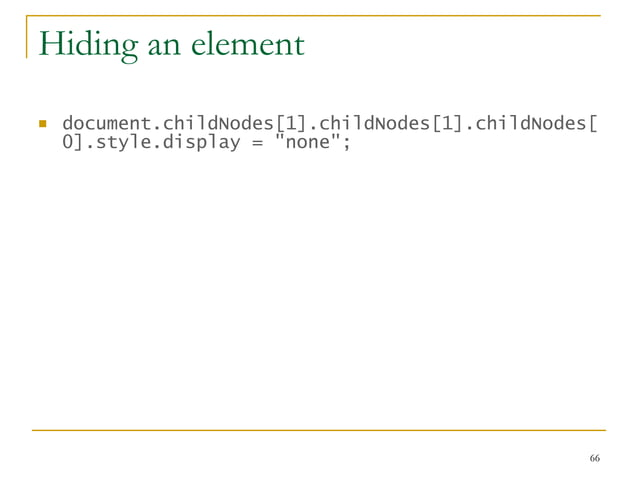 Hiding an element
document.childNodes[1].childNodes[1].childNodes[
0].style.display = "none";
66